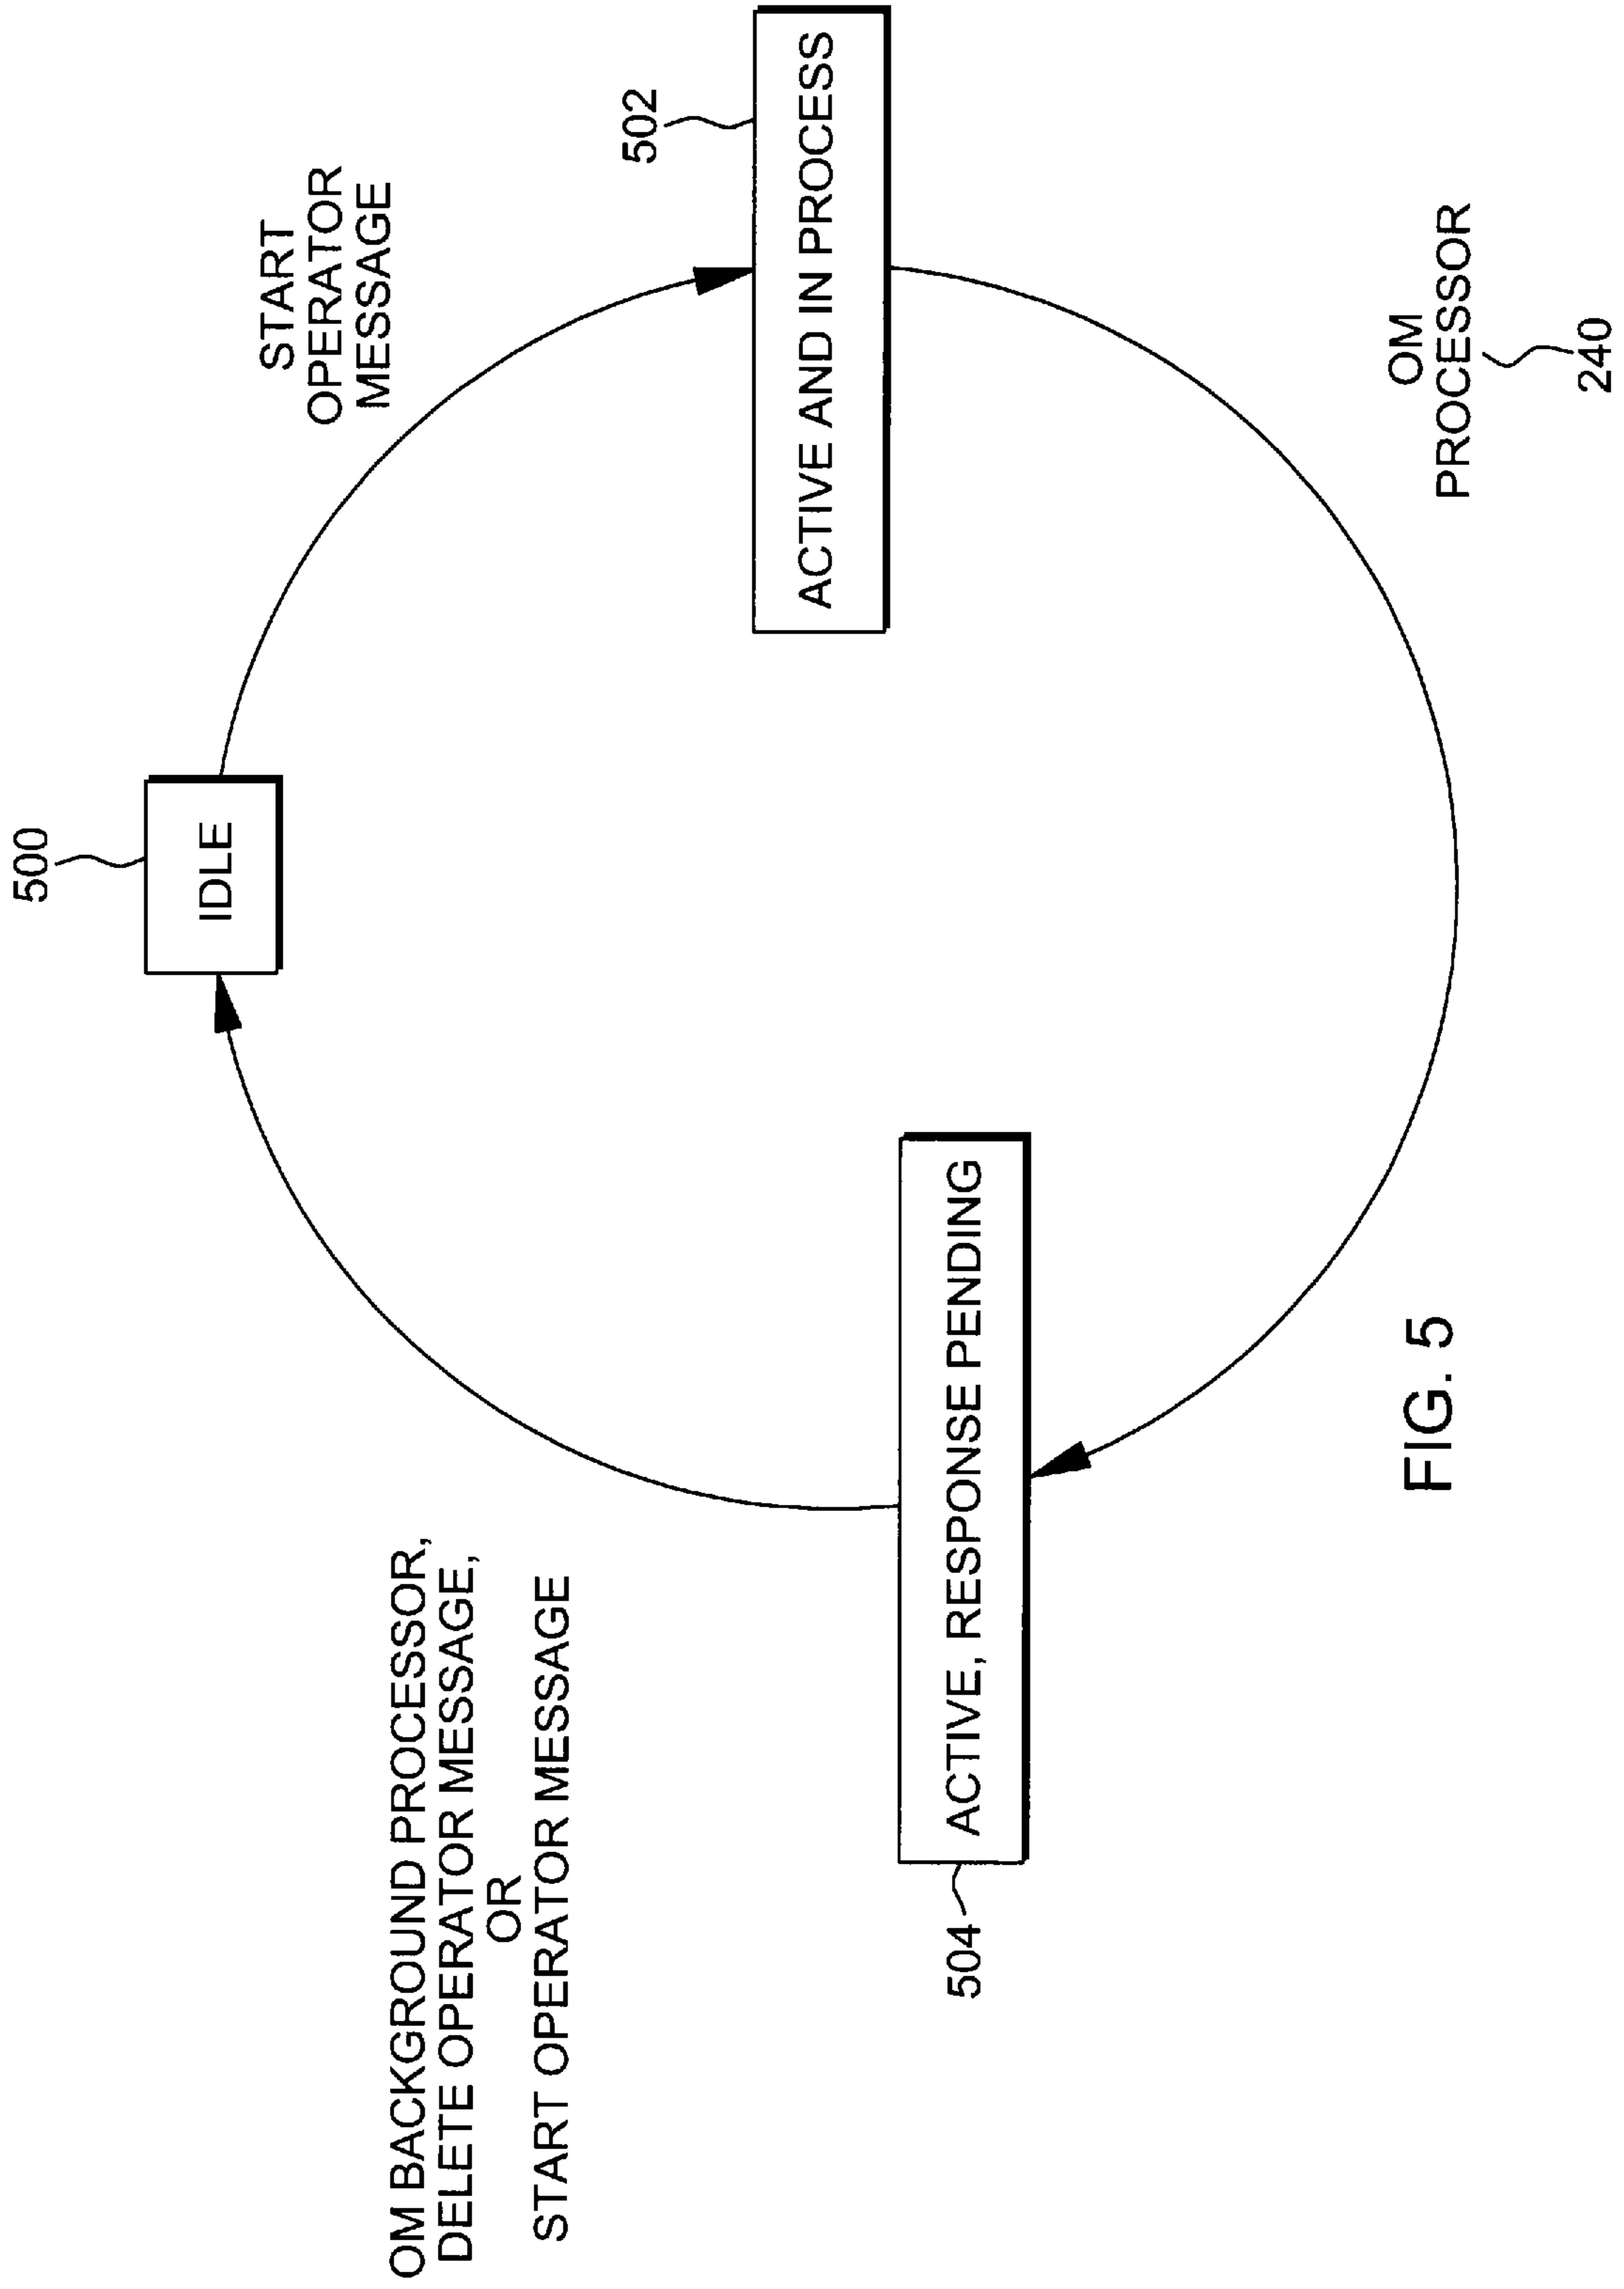 500
IDLE
START
OPERATOR
MESSAGE
502
ACTIVE AND IN PROCESS
OM
PROCESSOR
240
OM BACKGROUND PROCESSOR,
DELETE OPERATOR MESSAGE,
OR
START OPERATOR MESSAGE
504
ACTIVE, RESPONSE PENDING
FIG. 5